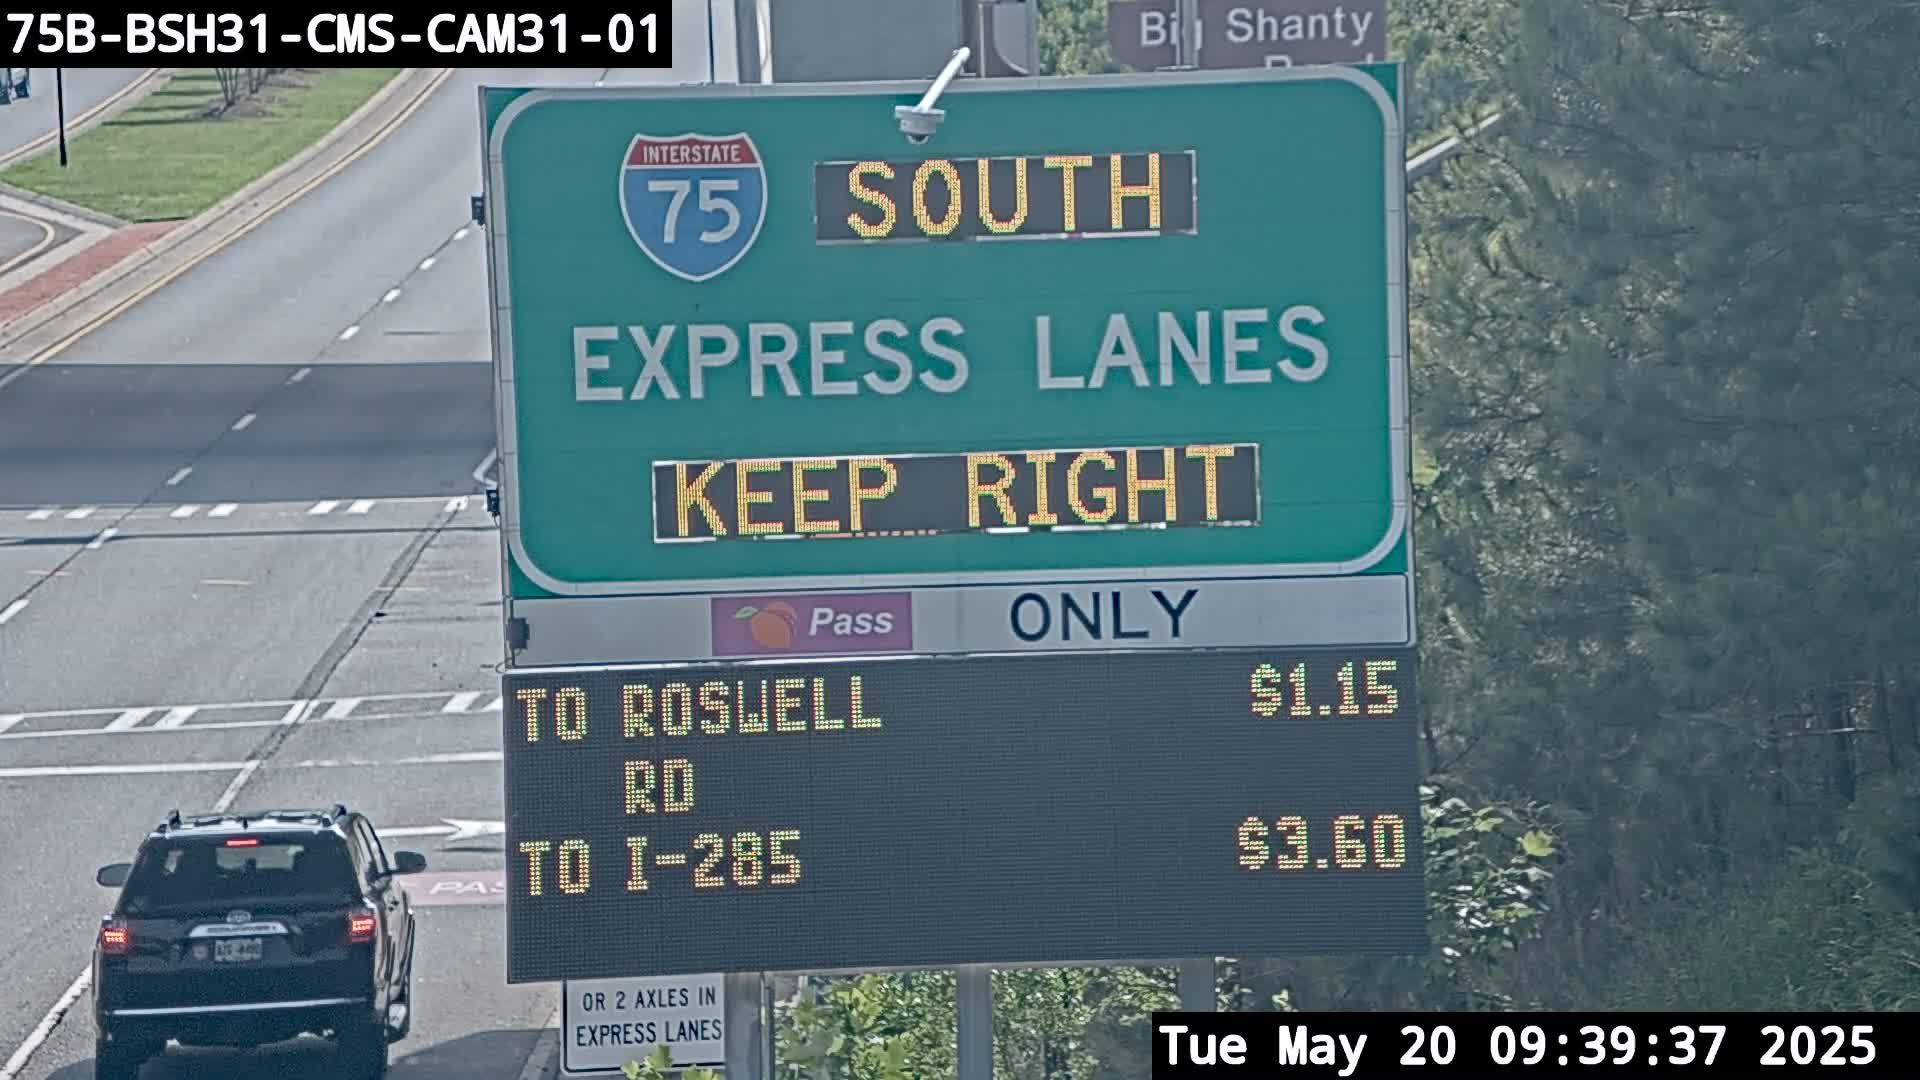 75B-BSH31-CMS-CAM31-01
Big Shanty
INTERSTATE
75
SOUTH
EXPRESS LANES
KEEP RIGHT
Pass ONLY
TO ROSWELL $1.15
RD
TO I-285 $3.60
OR 2 AXLES IN
EXPRESS LANES
Tue May 20 09:39:37 2025